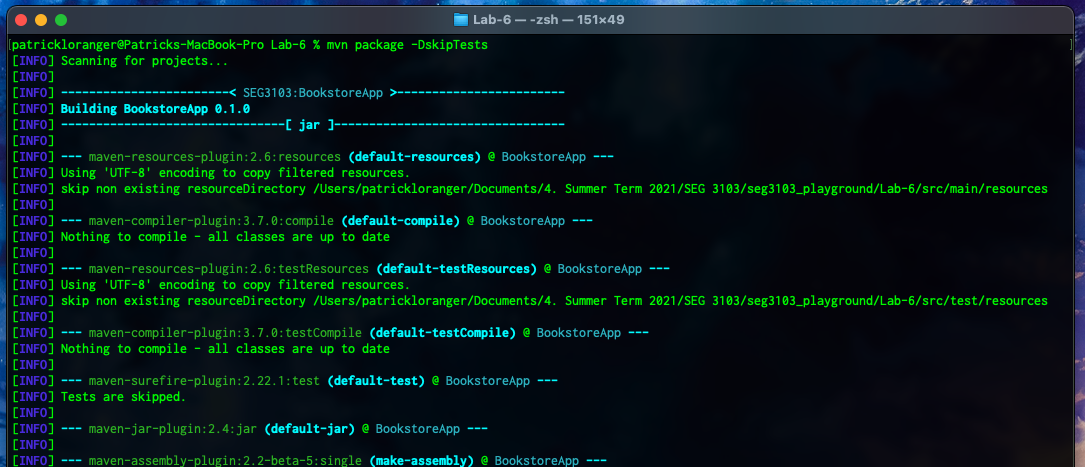 Lab-6 — -zsh — 151×49
[patrickloranger@Patricks-MacBook-Pro Lab-6 % mvn package -DskipTests ]
[INFO] Scanning for projects...
[INFO]
[INFO] ------------------------< SEG3103:BookstoreApp >------------------------
[INFO] Building BookstoreApp 0.1.0
[INFO] --------------------------------[ jar ]---------------------------------
[INFO]
[INFO] --- maven-resources-plugin:2.6:resources (default-resources) @ BookstoreApp ---
[INFO] Using 'UTF-8' encoding to copy filtered resources.
[INFO] skip non existing resourceDirectory /Users/patrickloranger/Documents/4. Summer Term 2021/SEG 3103/seg3103_playground/Lab-6/src/main/resources
[INFO]
[INFO] --- maven-compiler-plugin:3.7.0:compile (default-compile) @ BookstoreApp ---
[INFO] Nothing to compile - all classes are up to date
[INFO]
[INFO] --- maven-resources-plugin:2.6:testResources (default-testResources) @ BookstoreApp ---
[INFO] Using 'UTF-8' encoding to copy filtered resources.
[INFO] skip non existing resourceDirectory /Users/patrickloranger/Documents/4. Summer Term 2021/SEG 3103/seg3103_playground/Lab-6/src/test/resources
[INFO]
[INFO] --- maven-compiler-plugin:3.7.0:testCompile (default-testCompile) @ BookstoreApp ---
[INFO] Nothing to compile - all classes are up to date
[INFO]
[INFO] --- maven-surefire-plugin:2.22.1:test (default-test) @ BookstoreApp ---
[INFO] Tests are skipped.
[INFO]
[INFO] --- maven-jar-plugin:2.4:jar (default-jar) @ BookstoreApp ---
[INFO]
[INFO] --- maven-assembly-plugin:2.2-beta-5:single (make-assembly) @ BookstoreApp ---